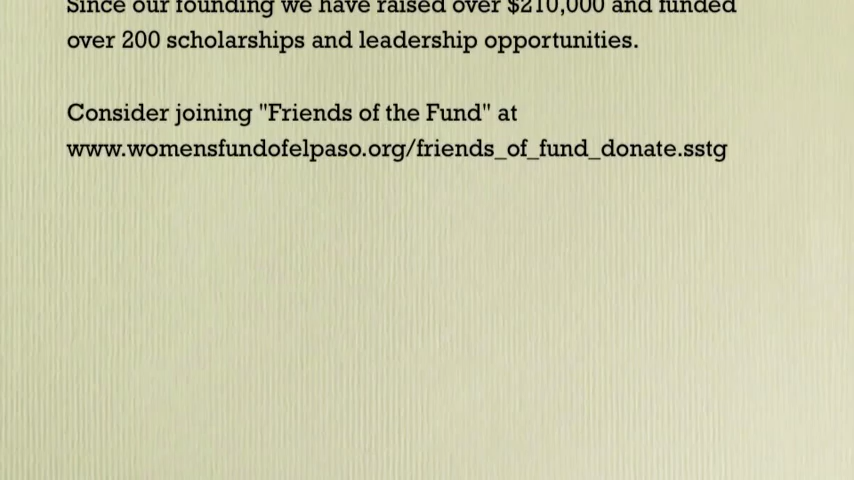 Since our founding we have raised over $210,000 and funded
over 200 scholarships and leadership opportunities.
Consider joining "Friends of the Fund" at
www.womensfundofelpaso.org/friends_of_fund_donate.sstg